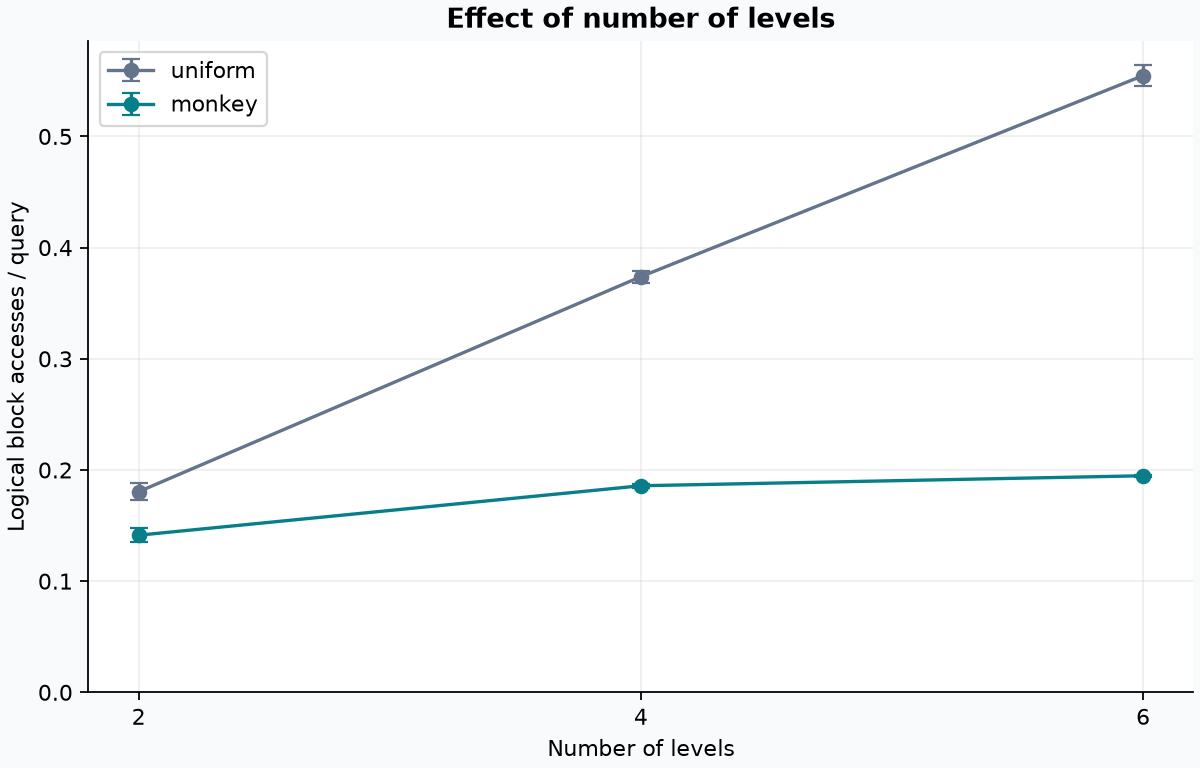 Effect of number of levels
uniform
monkey
Logical block accesses / query
0.5
0.4
0.3
0.2
0.1
0.0
2 4 6
Number of levels